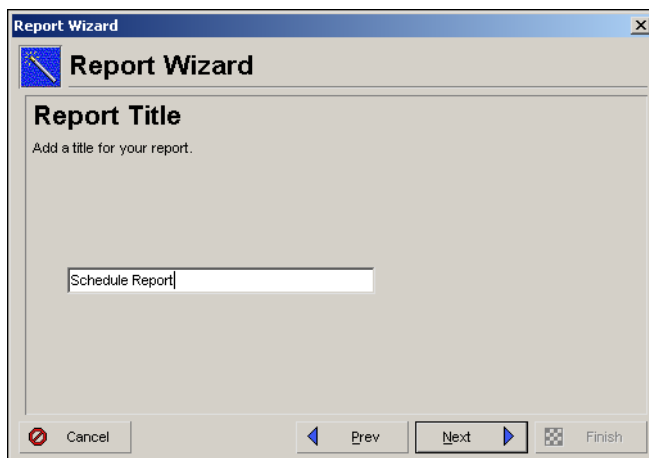 Report Wizard
Report Wizard
Report Title
Add a title for your report.
Schedule Report
Cancel
Prev
Next
Finish